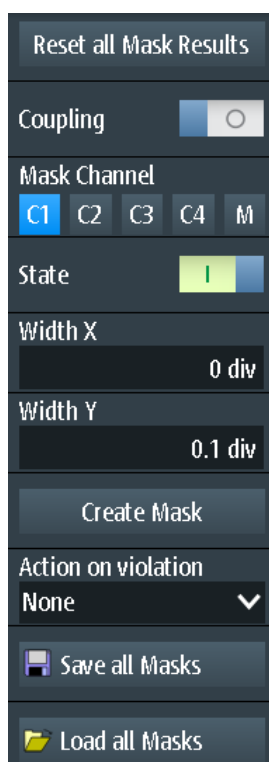 Reset all Mask Results
Coupling
Mask Channel
C1 C2 C3 C4 M
State
Width X
0 div
Width Y
0.1 div
Create Mask
Action on violation
None
Save all Masks
Load all Masks